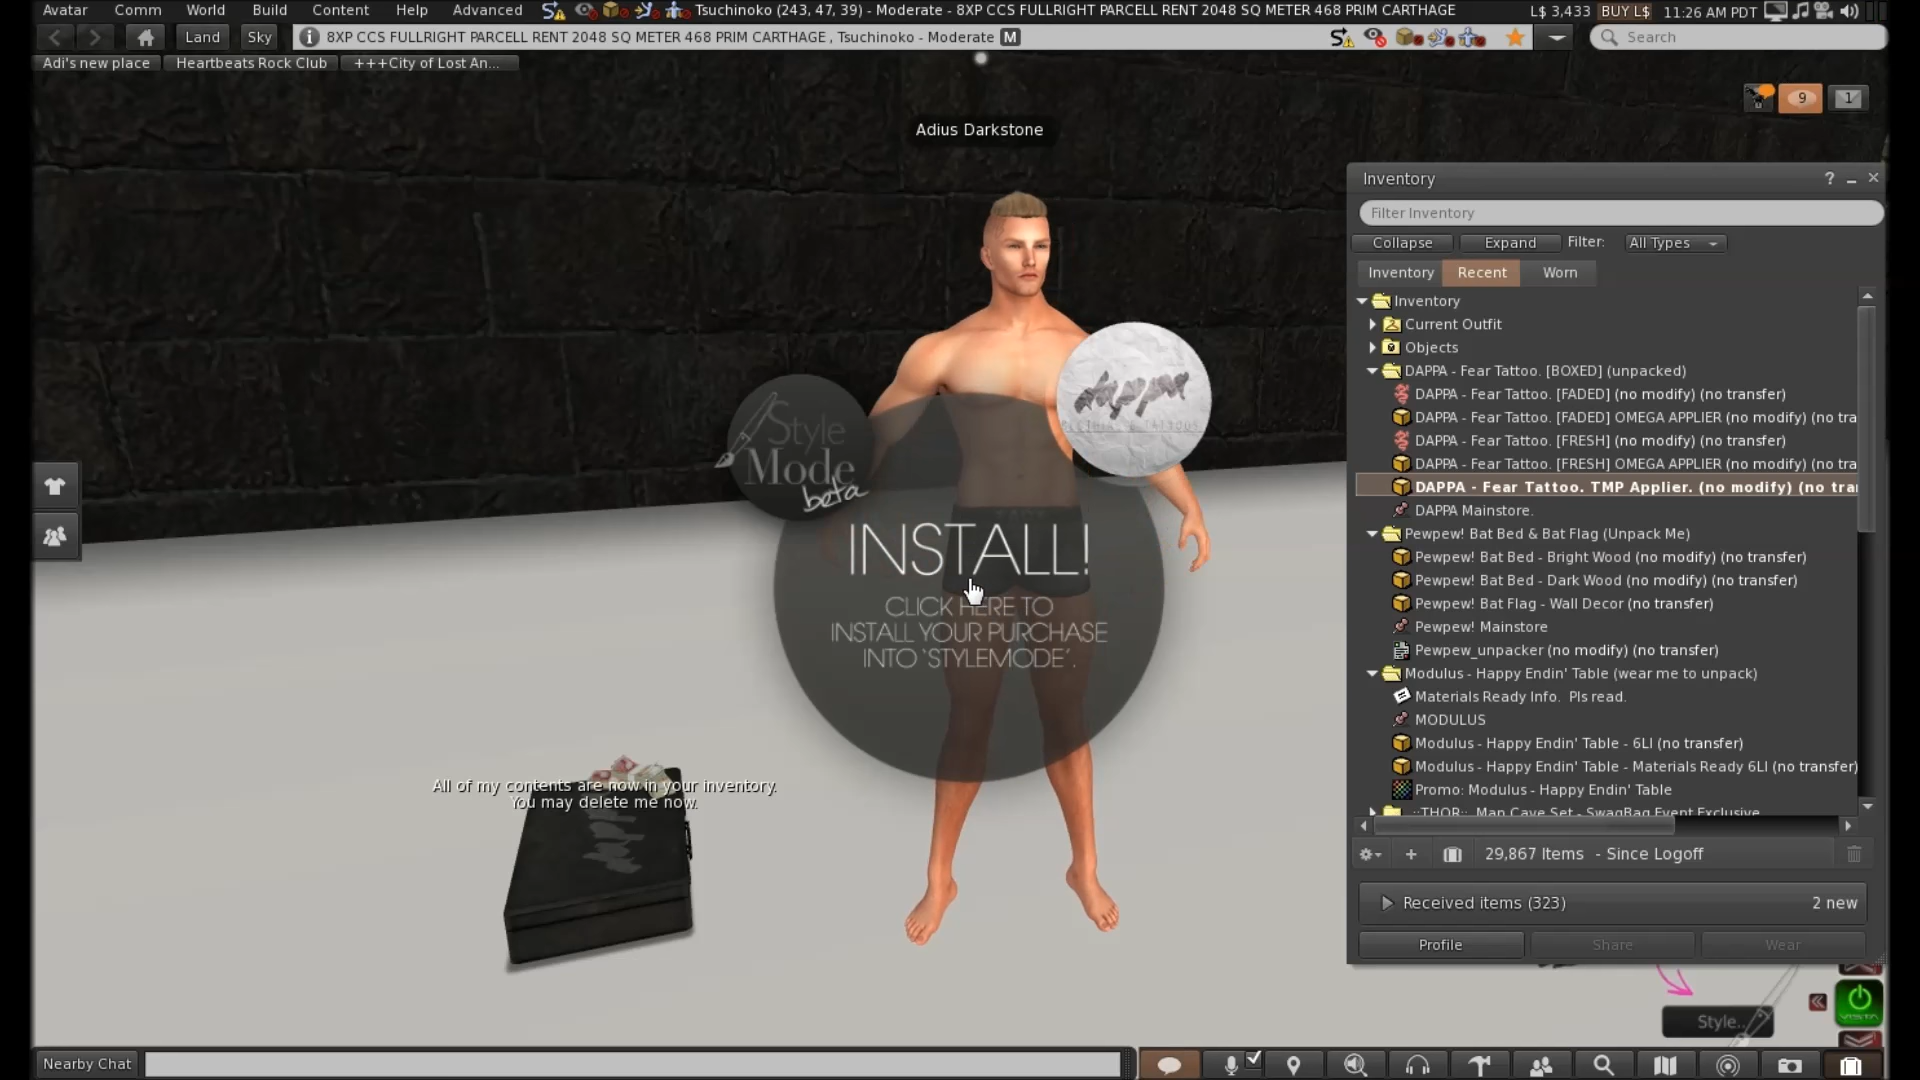 Avatar Comm World Build Content Help Advanced Tsuchinoko (243, 47, 39) - Moderate - 8XP CCS FULLRIGHT PARCELL RENT 2048 SQ METER 468 PRIM CARTHAGE L$ 3,433 BUY L$ 11:26 AM PDT
Land Sky 8XP CCS FULLRIGHT PARCELL RENT 2048 SQ METER 468 PRIM CARTHAGE , Tsuchinoko - Moderate M Search
Adi's new place Heartbeats Rock Club +++City of Lost An...
9 1
Adius Darkstone
Inventory ?
Filter Inventory
Collapse Expand Filter: All Types
Inventory Recent Worn
Inventory
Current Outfit
Objects
DAPPA - Fear Tattoo. [BOXED] (unpacked)
DAPPA - Fear Tattoo. [FADED] (no modify) (no transfer)
DAPPA - Fear Tattoo. [FADED] OMEGA APPLIER (no modify) (no tra
DAPPA - Fear Tattoo. [FRESH] (no modify) (no transfer)
DAPPA - Fear Tattoo. [FRESH] OMEGA APPLIER (no modify) (no tra
DAPPA - Fear Tattoo. TMP Applier. (no modify) (no tra
DAPPA Mainstore.
Pewpew! Bat Bed & Bat Flag (Unpack Me)
Pewpew! Bat Bed - Bright Wood (no modify) (no transfer)
Pewpew! Bat Bed - Dark Wood (no modify) (no transfer)
Pewpew! Bat Flag - Wall Decor (no transfer)
Pewpew! Mainstore
Pewpew_unpacker (no modify) (no transfer)
Modulus - Happy Endin' Table (wear me to unpack)
Materials Ready Info. Pls read.
MODULUS
Modulus - Happy Endin' Table - 6LI (no transfer)
Modulus - Happy Endin' Table - Materials Ready 6LI (no transfer)
Promo: Modulus - Happy Endin' Table
::THOR:: Man Cave Set - SwagBag Event Exclusive
29,867 Items - Since Logoff
Received items (323) 2 new
Profile Share Wear
dappa
CLOTHING & TATTOOS
Style
Mode
beta
INSTALL!
CLICK HERE TO
INSTALL YOUR PURCHASE
INTO `STYLEMODE´.
All of my contents are now in your inventory.
You may delete me now.
Style..
VISTA
Nearby Chat